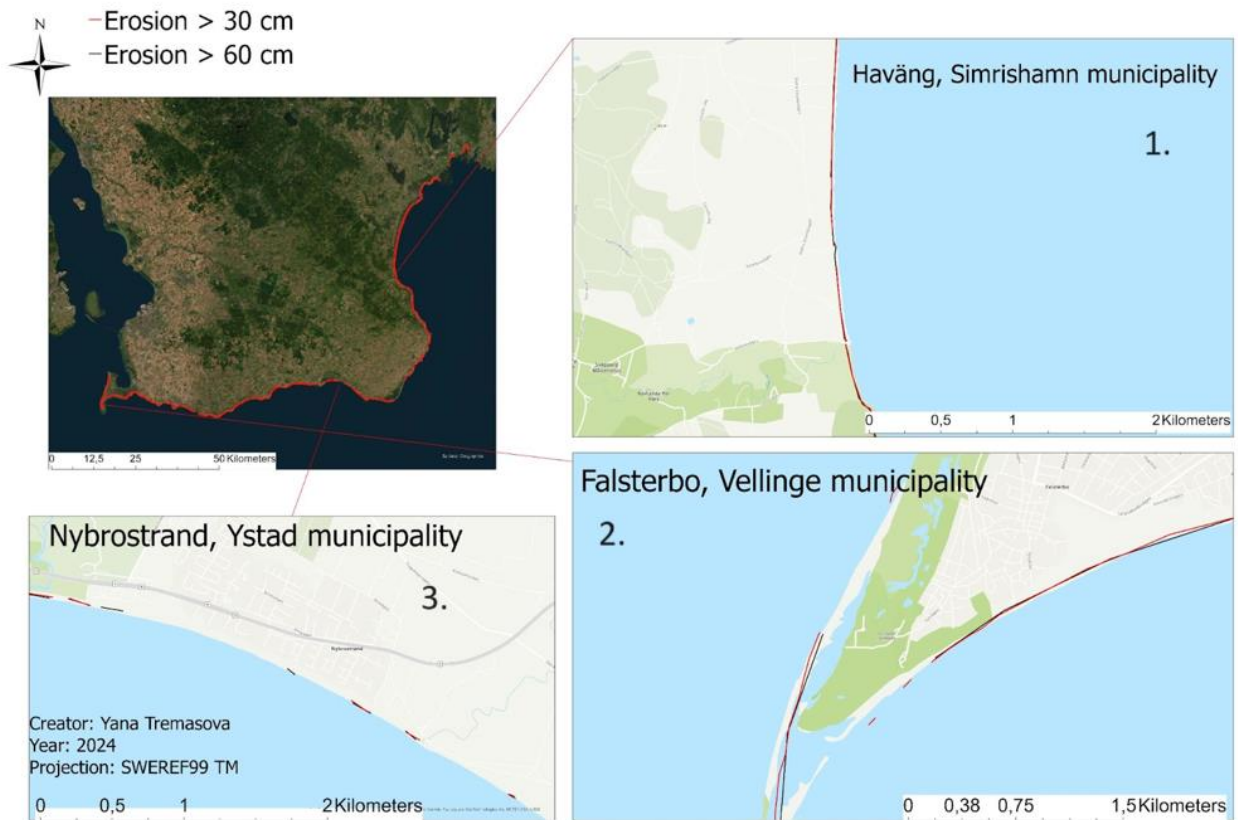 N
Erosion > 30 cm
Erosion > 60 cm
Haväng, Simrishamn municipality
1.
0 0,5 1 2 Kilometers
0 12,5 25 50 Kilometers
Falsterbo, Vellinge municipality
2.
Falsterbo
0 0,38 0,75 1,5 Kilometers
Nybrostrand, Ystad municipality
3.
Nybrostrand
Creator: Yana Tremasova
Year: 2024
Projection: SWEREF99 TM
0 0,5 1 2 Kilometers